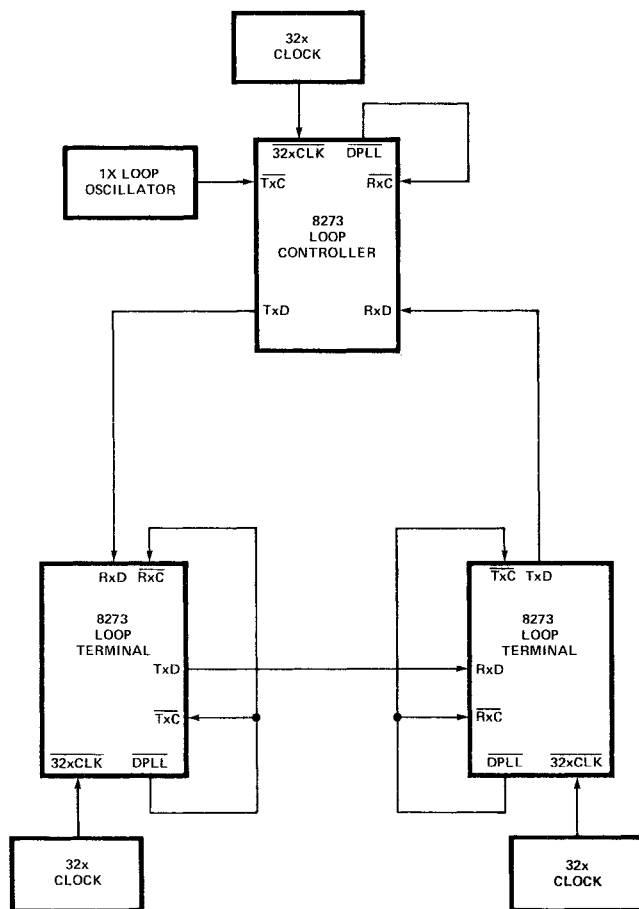 32x
CLOCK
32xCLK DPLL
1X LOOP
OSCILLATOR
TxC RxC
8273
LOOP
CONTROLLER
TxD RxD
RxD RxC
8273
LOOP
TERMINAL
TxD
TxC
32xCLK DPLL
32x
CLOCK
TxC TxD
8273
LOOP
TERMINAL
RxD
RxC
DPLL 32xCLK
32x
CLOCK